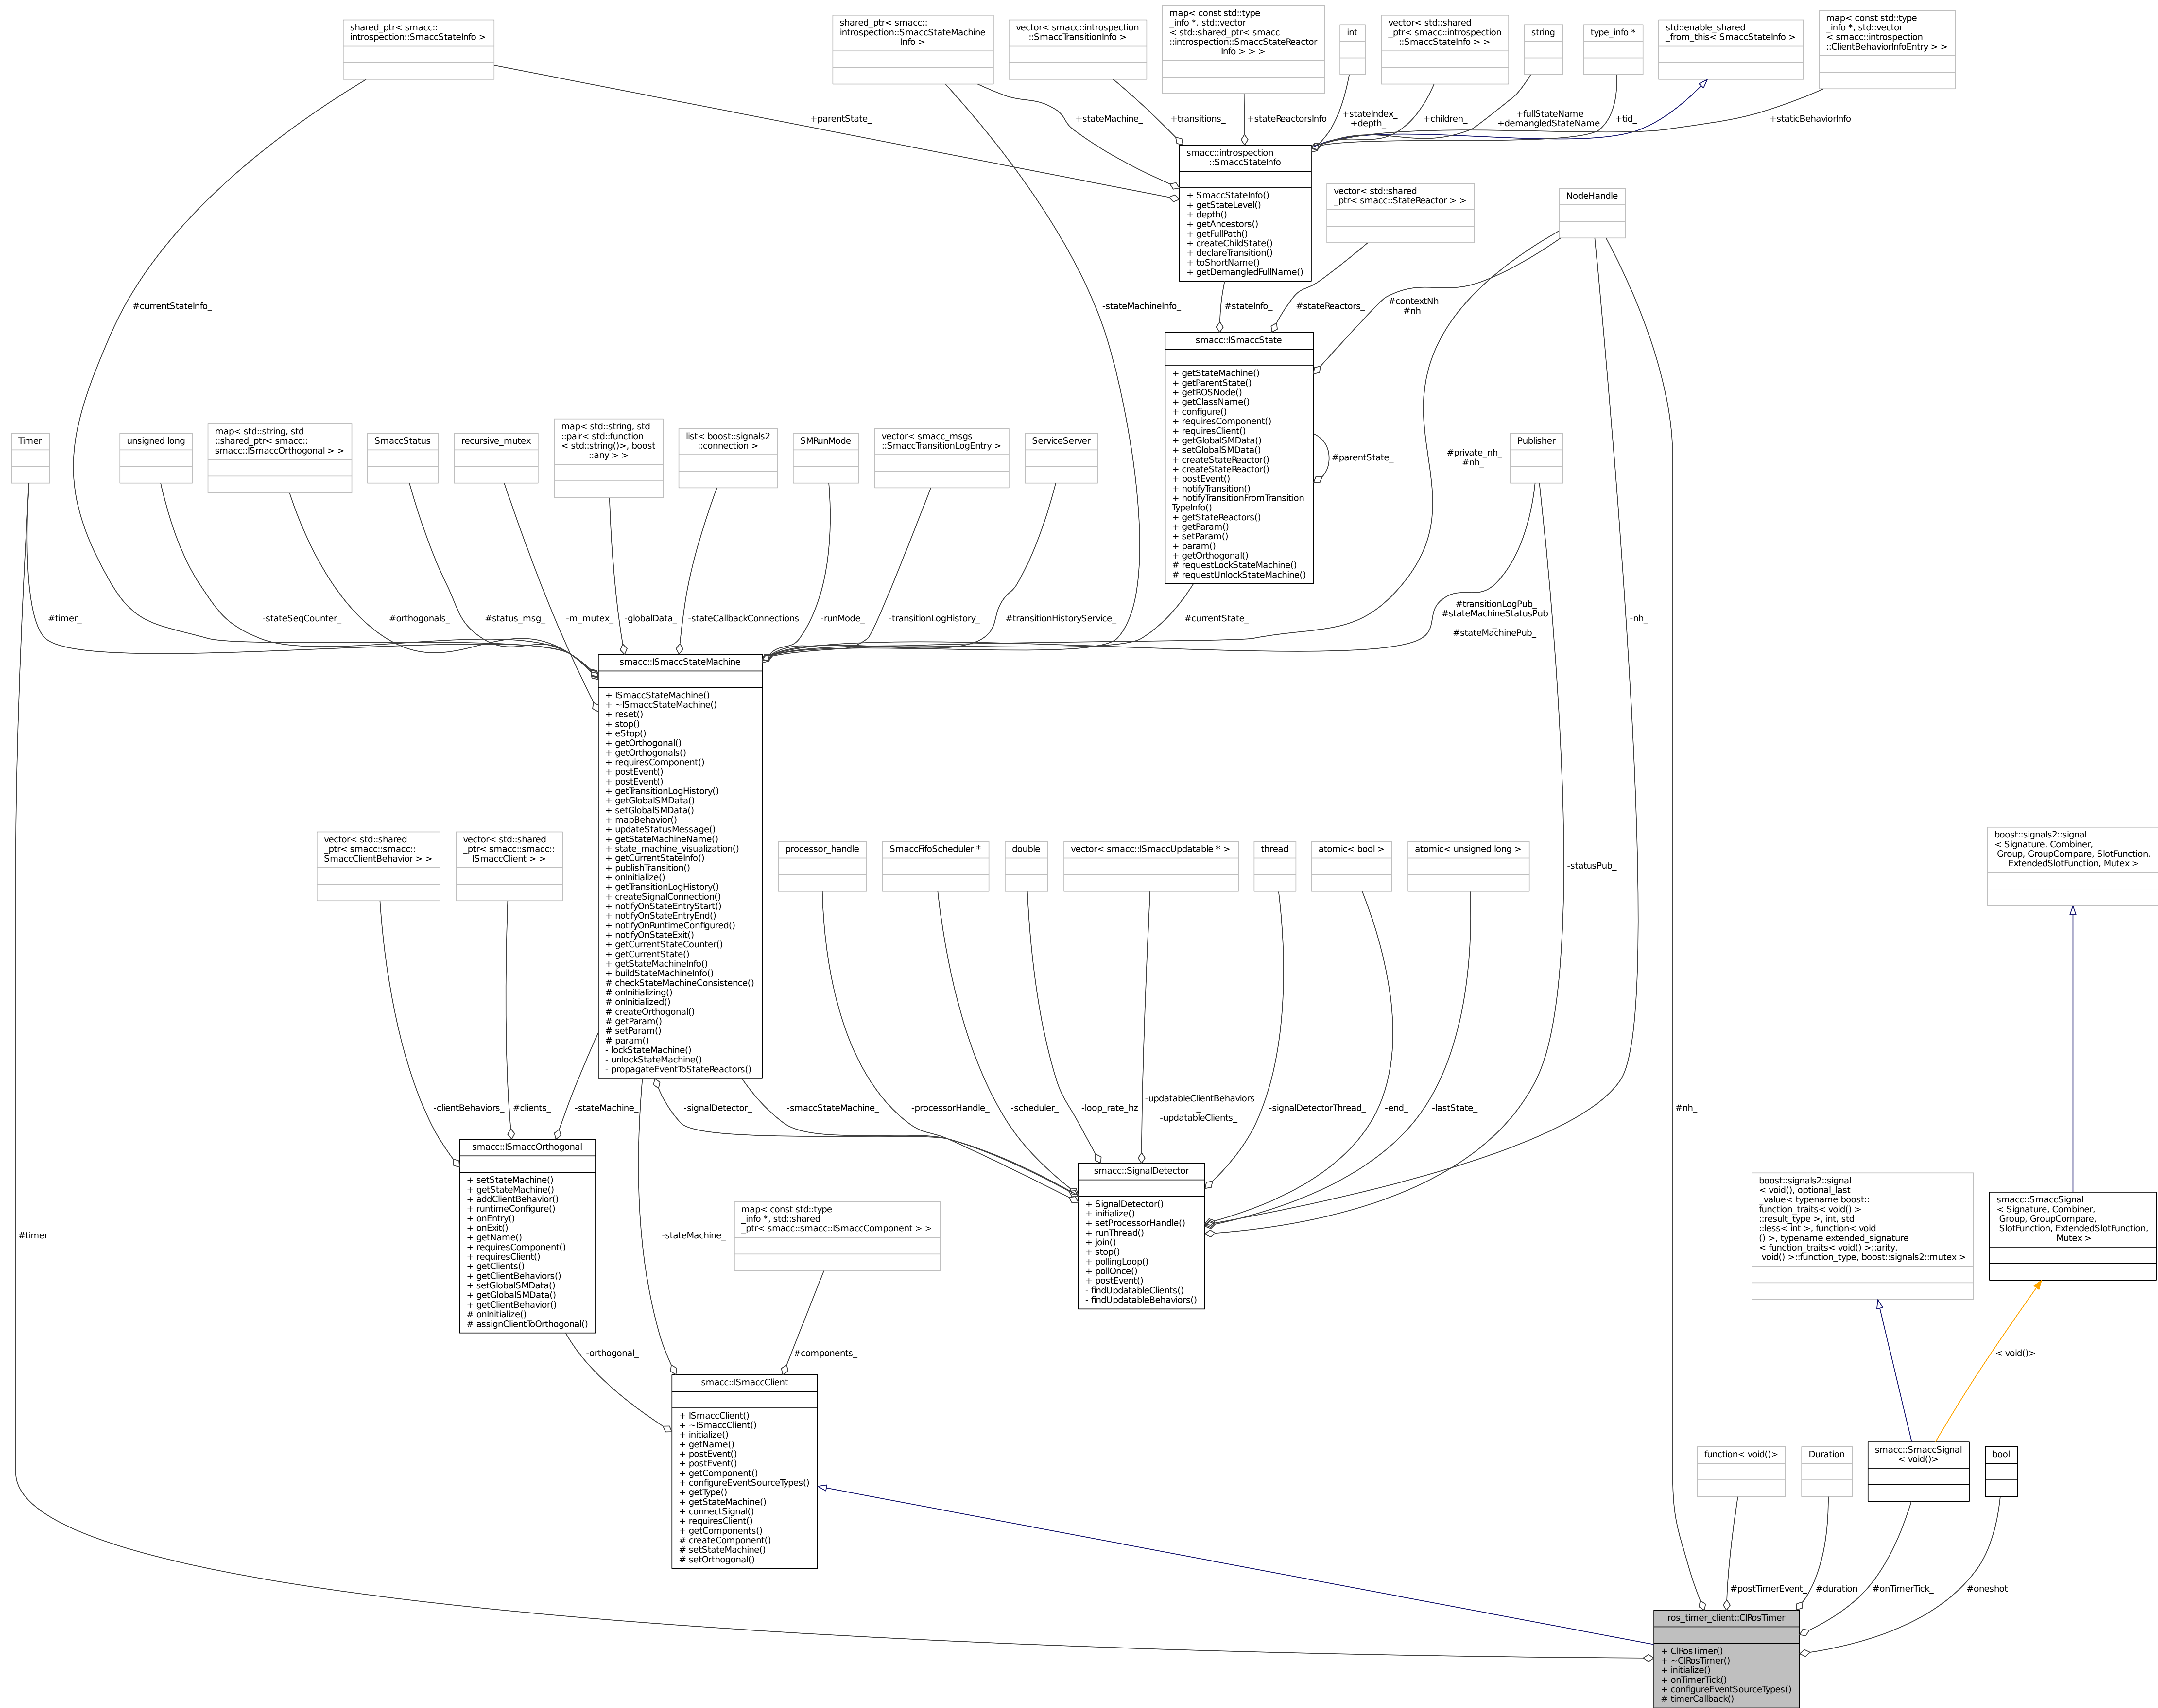 shared_ptr< smacc::
introspection::SmaccStateInfo >
shared_ptr< smacc::
introspection::SmaccStateMachine
Info >
vector< smacc::introspection
::SmaccTransitionInfo >
map< const std::type
_info *, std::vector
< std::shared_ptr< smacc
::introspection::SmaccStateReactor
Info > > >
int
vector< std::shared
_ptr< smacc::introspection
::SmaccStateInfo > >
string
type_info *
std::enable_shared
_from_this< SmaccStateInfo >
map< const std::type
_info *, std::vector
< smacc::introspection
::ClientBehaviorInfoEntry > >
+parentState_
+stateMachine_
+transitions_
+stateReactorsInfo
+stateIndex_
+depth_
+children_
+fullStateName
+demangledStateName
+tid_
+staticBehaviorInfo
smacc::introspection
::SmaccStateInfo
+ SmaccStateInfo()
+ getStateLevel()
+ depth()
+ getAncestors()
+ getFullPath()
+ createChildState()
+ declareTransition()
+ toShortName()
+ getDemangledFullName()
vector< std::shared
_ptr< smacc::StateReactor > >
NodeHandle
#currentStateInfo_
-stateMachineInfo_
#stateInfo_
#stateReactors_
#contextNh
#nh
smacc::ISmaccState
+ getStateMachine()
+ getParentState()
+ getROSNode()
+ getClassName()
+ configure()
+ requiresComponent()
+ requiresClient()
+ getGlobalSMData()
+ setGlobalSMData()
+ createStateReactor()
+ createStateReactor()
+ postEvent()
+ notifyTransition()
+ notifyTransitionFromTransition
TypeInfo()
+ getStateReactors()
+ getParam()
+ setParam()
+ param()
+ getOrthogonal()
# requestLockStateMachine()
# requestUnlockStateMachine()
#parentState_
#private_nh_
#nh_
Timer
unsigned long
map< std::string, std
::shared_ptr< smacc::
smacc::ISmaccOrthogonal > >
SmaccStatus
recursive_mutex
map< std::string, std
::pair< std::function
< std::string()>, boost
::any > >
list< boost::signals2
::connection >
SMRunMode
vector< smacc_msgs
::SmaccTransitionLogEntry >
ServiceServer
Publisher
#timer_
-stateSeqCounter_
#orthogonals_
#status_msg_
-m_mutex_
-globalData_
-stateCallbackConnections
-runMode_
-transitionLogHistory_
#transitionHistoryService_
#currentState_
#transitionLogPub_
#stateMachineStatusPub
_
#stateMachinePub_
-nh_
smacc::ISmaccStateMachine
+ ISmaccStateMachine()
+ ~ISmaccStateMachine()
+ reset()
+ stop()
+ eStop()
+ getOrthogonal()
+ getOrthogonals()
+ requiresComponent()
+ postEvent()
+ postEvent()
+ getTransitionLogHistory()
+ getGlobalSMData()
+ setGlobalSMData()
+ mapBehavior()
+ updateStatusMessage()
+ getStateMachineName()
+ state_machine_visualization()
+ getCurrentStateInfo()
+ publishTransition()
+ onInitialize()
+ getTransitionLogHistory()
+ createSignalConnection()
+ notifyOnStateEntryStart()
+ notifyOnStateEntryEnd()
+ notifyOnRuntimeConfigured()
+ notifyOnStateExit()
+ getCurrentStateCounter()
+ getCurrentState()
+ getStateMachineInfo()
+ buildStateMachineInfo()
# checkStateMachineConsistence()
# onInitializing()
# onInitialized()
# createOrthogonal()
# getParam()
# setParam()
# param()
- lockStateMachine()
- unlockStateMachine()
- propagateEventToStateReactors()
vector< std::shared
_ptr< smacc::smacc::
SmaccClientBehavior > >
vector< std::shared
_ptr< smacc::smacc::
ISmaccClient > >
processor_handle
SmaccFifoScheduler *
double
vector< smacc::ISmaccUpdatable * >
thread
atomic< bool >
atomic< unsigned long >
-statusPub_
boost::signals2::signal
< Signature, Combiner,
Group, GroupCompare, SlotFunction,
ExtendedSlotFunction, Mutex >
-clientBehaviors_
#clients_
-stateMachine_
-signalDetector_
-smaccStateMachine_
-processorHandle_
-scheduler_
-loop_rate_hz
-updatableClientBehaviors
_
-updatableClients_
-signalDetectorThread_
-end_
-lastState_
#nh_
smacc::ISmaccOrthogonal
+ setStateMachine()
+ getStateMachine()
+ addClientBehavior()
+ runtimeConfigure()
+ onEntry()
+ onExit()
+ getName()
+ requiresComponent()
+ requiresClient()
+ getClients()
+ getClientBehaviors()
+ setGlobalSMData()
+ getGlobalSMData()
+ getClientBehavior()
# onInitialize()
# assignClientToOrthogonal()
smacc::SignalDetector
+ SignalDetector()
+ initialize()
+ setProcessorHandle()
+ runThread()
+ join()
+ stop()
+ pollingLoop()
+ pollOnce()
+ postEvent()
- findUpdatableClients()
- findUpdatableBehaviors()
boost::signals2::signal
< void(), optional_last
_value< typename boost::
function_traits< void() >
::result_type >, int, std
::less< int >, function< void
() >, typename extended_signature
< function_traits< void() >::arity,
void() >::function_type, boost::signals2::mutex >
smacc::SmaccSignal
< Signature, Combiner,
Group, GroupCompare,
SlotFunction, ExtendedSlotFunction,
Mutex >
map< const std::type
_info *, std::shared
_ptr< smacc::smacc::ISmaccComponent > >
#timer
-stateMachine_
-orthogonal_
#components_
< void()>
smacc::ISmaccClient
+ ISmaccClient()
+ ~ISmaccClient()
+ initialize()
+ getName()
+ postEvent()
+ postEvent()
+ getComponent()
+ configureEventSourceTypes()
+ getType()
+ getStateMachine()
+ connectSignal()
+ requiresClient()
+ getComponents()
# createComponent()
# setStateMachine()
# setOrthogonal()
function< void()>
Duration
smacc::SmaccSignal
< void()>
bool
#postTimerEvent_
#duration
#onTimerTick_
#oneshot
ros_timer_client::ClRosTimer
+ ClRosTimer()
+ ~ClRosTimer()
+ initialize()
+ onTimerTick()
+ configureEventSourceTypes()
# timerCallback()